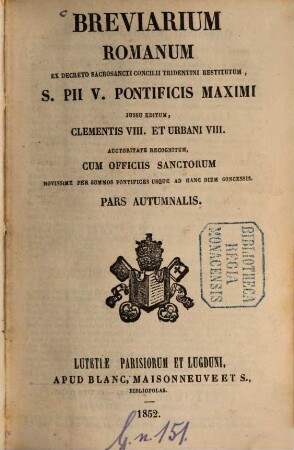 BREVIARIUM
ROMANUM
EX DECRETO SACROSANCTI CONCILII TRIDENTINI RESTITUTUM,
S. PII V. PONTIFICIS MAXIMI
JUSSU EDITUM,
CLEMENTIS VIII. ET URBANI VIII.
AUCTORITATE RECOGNITUM,
CUM OFFICIIS SANCTORUM
NOVISSIME PER SUMMOS PONTIFICES USQUE AD HANC DIEM CONCESSIS.
PARS AUTUMNALIS.
BIBLIOTHECA
REGIA
MONACENSIS
LUTETIÆ PARISIORUM ET LUGDUNI,
APUD BLANC, MAISONNEUVE ET S.,
BIBLIOPOLAS.
1852.
151.